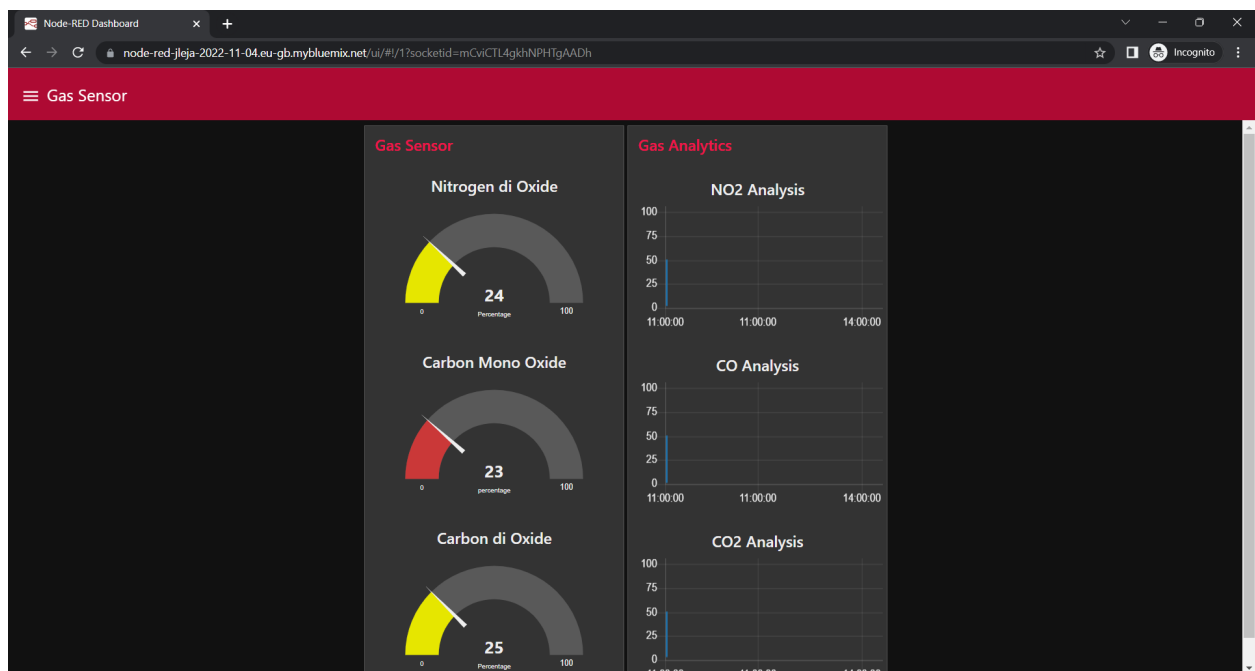 Node-RED Dashboard
node-red-jleja-2022-11-04.eu-gb.mybluemix.net/ui/#!/1?socketid=mCviCTL4gkhNPHTgAADh
Incognito
Gas Sensor
Gas Sensor
Nitrogen di Oxide
24
Percentage
0
100
Carbon Mono Oxide
23
percentage
0
100
Carbon di Oxide
25
Percentage
0
100
Gas Analytics
NO2 Analysis
100
75
50
25
0
11:00:00 11:00:00 14:00:00
CO Analysis
100
75
50
25
0
11:00:00 11:00:00 14:00:00
CO2 Analysis
100
75
50
25
0